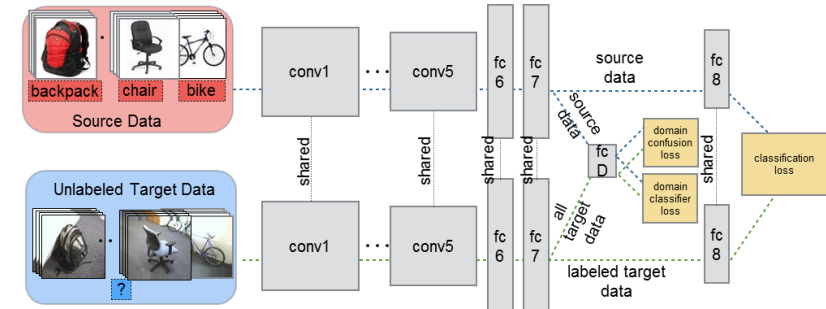 backpack
chair
bike
Source Data
conv1
...
conv5
fc
6
fc
7
source
data
fc
8
shared
shared
shared
shared
shared
source
data
fc
D
domain
confusion
loss
domain
classifier
loss
classification
loss
Unlabeled Target Data
?
conv1
...
conv5
fc
6
fc
7
all
target
data
labeled target
data
fc
8